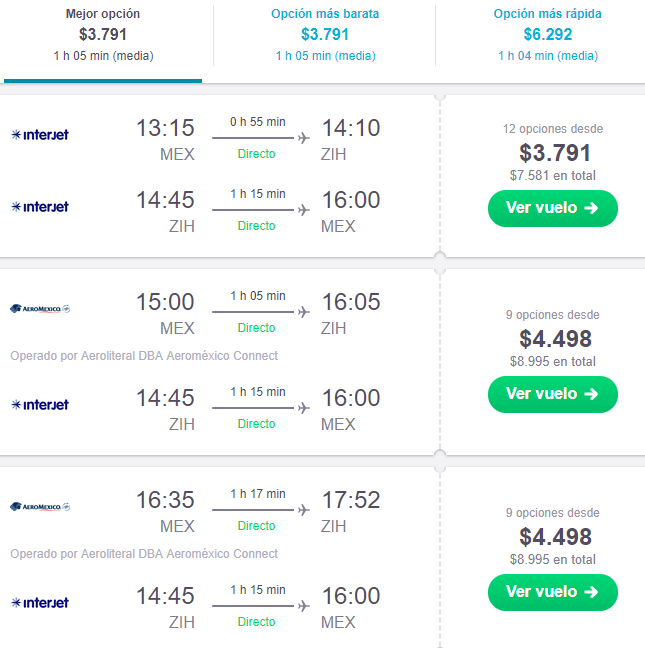 Mejor opción
$3.791
1 h 05 min (media)
Opción más barata
$3.791
1 h 05 min (media)
Opción más rápida
$6.292
1 h 04 min (media)
interJet
13:15
MEX
0 h 55 min
Directo
14:10
ZIH
interJet
14:45
ZIH
1 h 15 min
Directo
16:00
MEX
12 opciones desde
$3.791
$7.581 en total
Ver vuelo
AEROMEXICO
15:00
MEX
1 h 05 min
Directo
16:05
ZIH
Operado por Aeroliteral DBA Aeroméxico Connect
interJet
14:45
ZIH
1 h 15 min
Directo
16:00
MEX
9 opciones desde
$4.498
$8.995 en total
Ver vuelo
AEROMEXICO
16:35
MEX
1 h 17 min
Directo
17:52
ZIH
Operado por Aeroliteral DBA Aeroméxico Connect
interJet
14:45
ZIH
1 h 15 min
Directo
16:00
MEX
9 opciones desde
$4.498
$8.995 en total
Ver vuelo